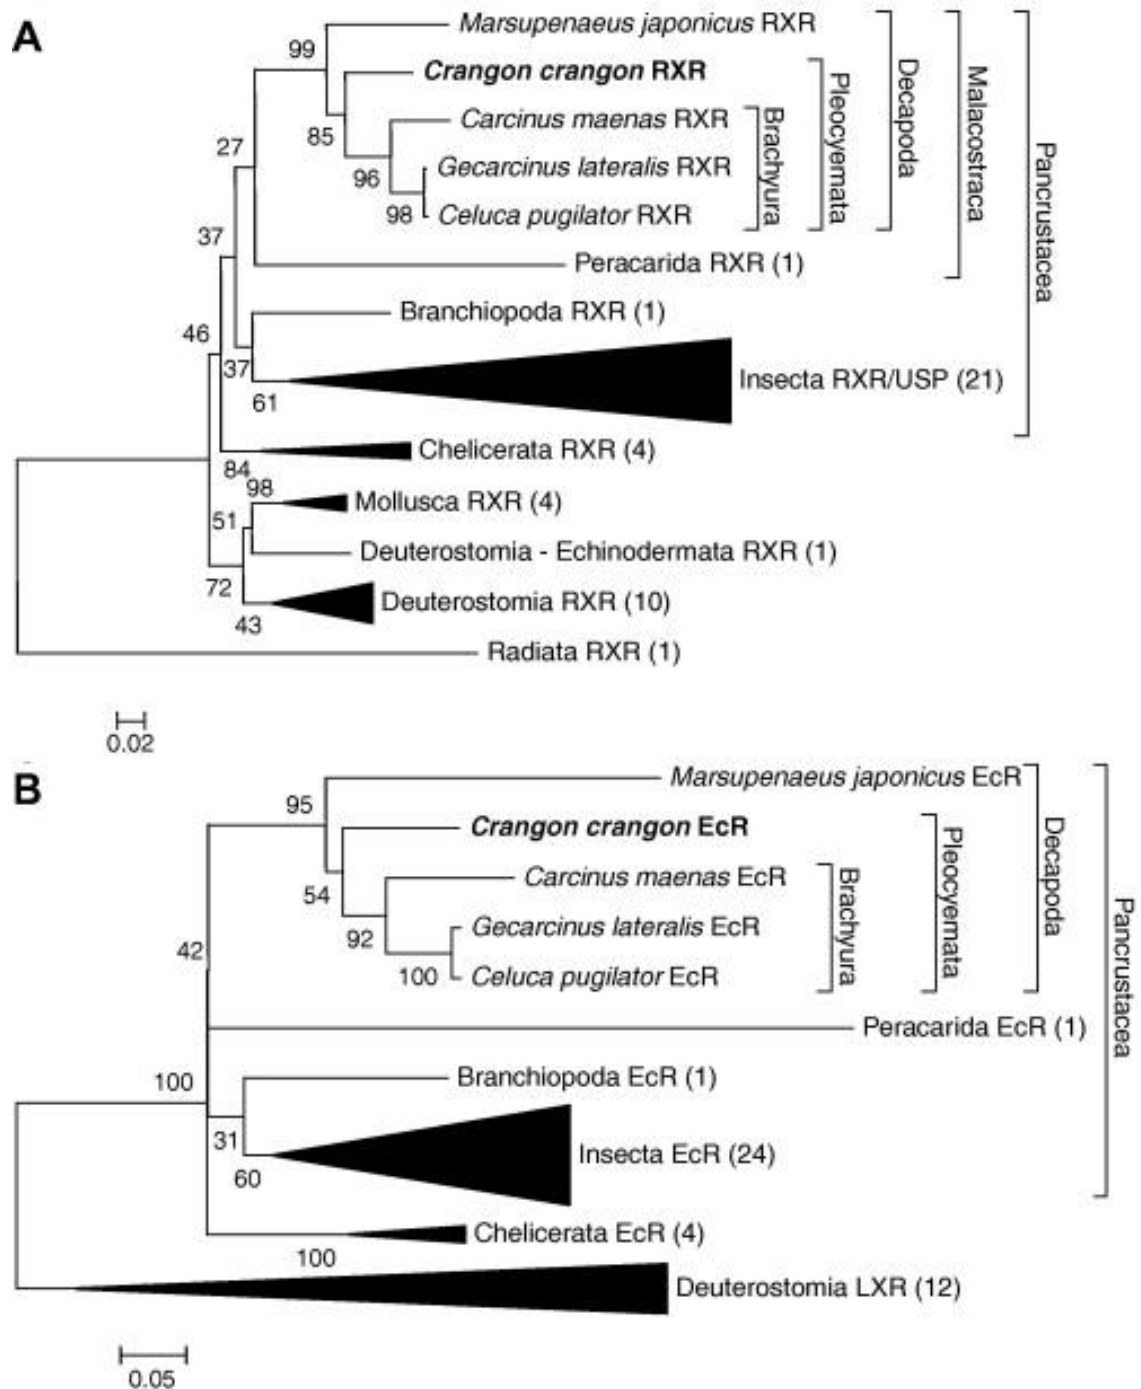 A
Marsupenaeus japonicus RXR
99
Crangon crangon RXR
85
Carcinus maenas RXR
27
Gecarcinus lateralis RXR
96
98
Celuca pugilator RXR
Brachyura
Pleocyemata
Decapoda
Malacostraca
Pancrustacea
37
Peracarida RXR (1)
Branchiopoda RXR (1)
46
37
Insecta RXR/USP (21)
61
Chelicerata RXR (4)
84
98
Mollusca RXR (4)
51
Deuterostomia - Echinodermata RXR (1)
72
Deuterostomia RXR (10)
43
Radiata RXR (1)
0.02
B
Marsupenaeus japonicus EcR
95
Crangon crangon EcR
54
Carcinus maenas EcR
Gecarcinus lateralis EcR
92
100
Celuca pugilator EcR
Brachyura
Pleocyemata
Decapoda
Pancrustacea
42
Peracarida EcR (1)
100
Branchiopoda EcR (1)
31
Insecta EcR (24)
60
Chelicerata EcR (4)
100
Deuterostomia LXR (12)
0.05